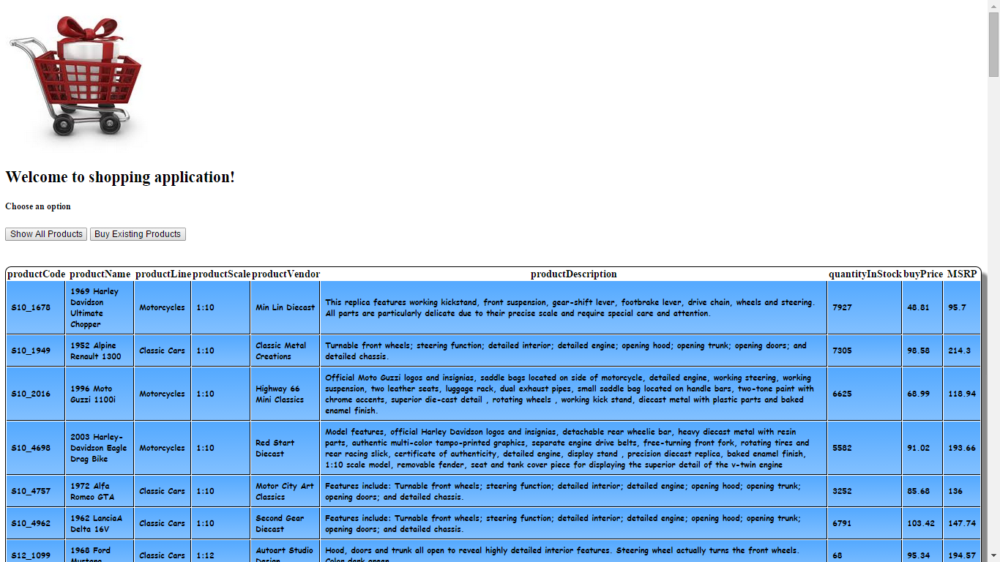 Welcome to shopping application!
Choose an option
Show All Products Buy Existing Products
productCode productName productLine productScale productVendor productDescription quantityInStock buyPrice MSRP
S10_1678 1969 Harley Davidson Ultimate Chopper Motorcycles 1:10 Min Lin Diecast This replica features working kickstand, front suspension, gear-shift lever, footbrake lever, drive chain, wheels and steering. All parts are particularly delicate due to their precise scale and require special care and attention. 7927 48.81 95.7
S10_1949 1952 Alpine Renault 1300 Classic Cars 1:10 Classic Metal Creations Turnable front wheels; steering function; detailed interior; detailed engine; opening hood; opening trunk; opening doors; and detailed chassis. 7305 98.58 214.3
S10_2016 1996 Moto Guzzi 1100i Motorcycles 1:10 Highway 66 Mini Classics Official Moto Guzzi logos and insignias, saddle bags located on side of motorcycle, detailed engine, working steering, working suspension, two leather seats, luggage rack, dual exhaust pipes, small saddle bag located on handle bars, two-tone paint with chrome accents, superior die-cast detail , rotating wheels , working kick stand, diecast metal with plastic parts and baked enamel finish. 6625 68.99 118.94
S10_4698 2003 Harley-Davidson Eagle Drag Bike Motorcycles 1:10 Red Start Diecast Model features, official Harley Davidson logos and insignias, detachable rear wheelie bar, heavy diecast metal with resin parts, authentic multi-color tampo-printed graphics, separate engine drive belts, free-turning front fork, rotating tires and rear racing slick, certificate of authenticity, detailed engine, display stand , precision diecast replica, baked enamel finish, 1:10 scale model, removable fender, seat and tank cover piece for displaying the superior detail of the v-twin engine 5582 91.02 193.66
S10_4757 1972 Alfa Romeo GTA Classic Cars 1:10 Motor City Art Classics Features include: Turnable front wheels; steering function; detailed interior; detailed engine; opening hood; opening trunk; opening doors; and detailed chassis. 3252 85.68 136
S10_4962 1962 LanciaA Delta 16V Classic Cars 1:10 Second Gear Diecast Features include: Turnable front wheels; steering function; detailed interior; detailed engine; opening hood; opening trunk; opening doors; and detailed chassis. 6791 103.42 147.74
S12_1099 1968 Ford Mustang Classic Cars 1:12 Autoart Studio Design Hood, doors and trunk all open to reveal highly detailed interior features. Steering wheel actually turns the front wheels. Color dark green. 68 95.34 194.57